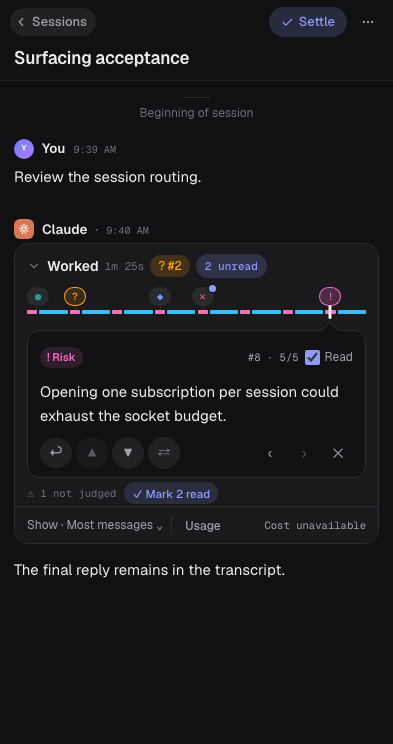 Sessions
Settle
Surfacing acceptance
Beginning of session
Y You 9:39 AM
Review the session routing.
Claude · 9:40 AM
Worked 1m 25s ? #2 2 unread
? ◆ ✕ !
! Risk #8 · 5/5 Read
Opening one subscription per session could
exhaust the socket budget.
⚠ 1 not judged ✓ Mark 2 read
Show · Most messages Usage Cost unavailable
The final reply remains in the transcript.